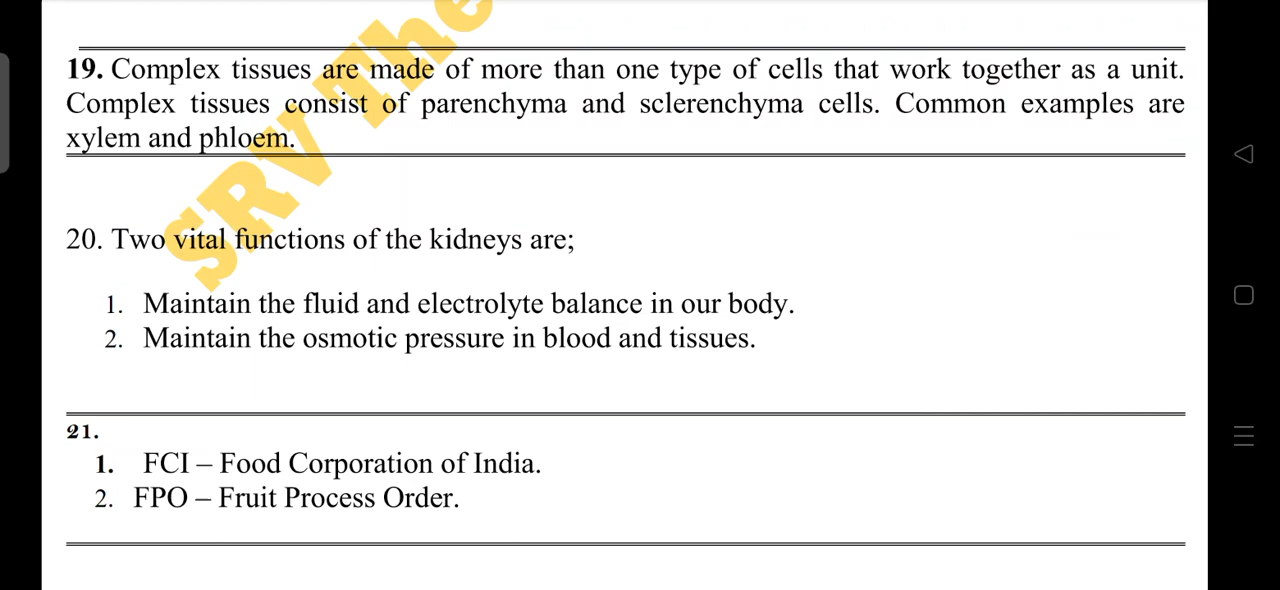 SRV The
19. Complex tissues are made of more than one type of cells that work together as a unit.
Complex tissues consist of parenchyma and sclerenchyma cells. Common examples are
xylem and phloem.
20. Two vital functions of the kidneys are;
1. Maintain the fluid and electrolyte balance in our body.
2. Maintain the osmotic pressure in blood and tissues.
21.
1. FCI – Food Corporation of India.
2. FPO – Fruit Process Order.